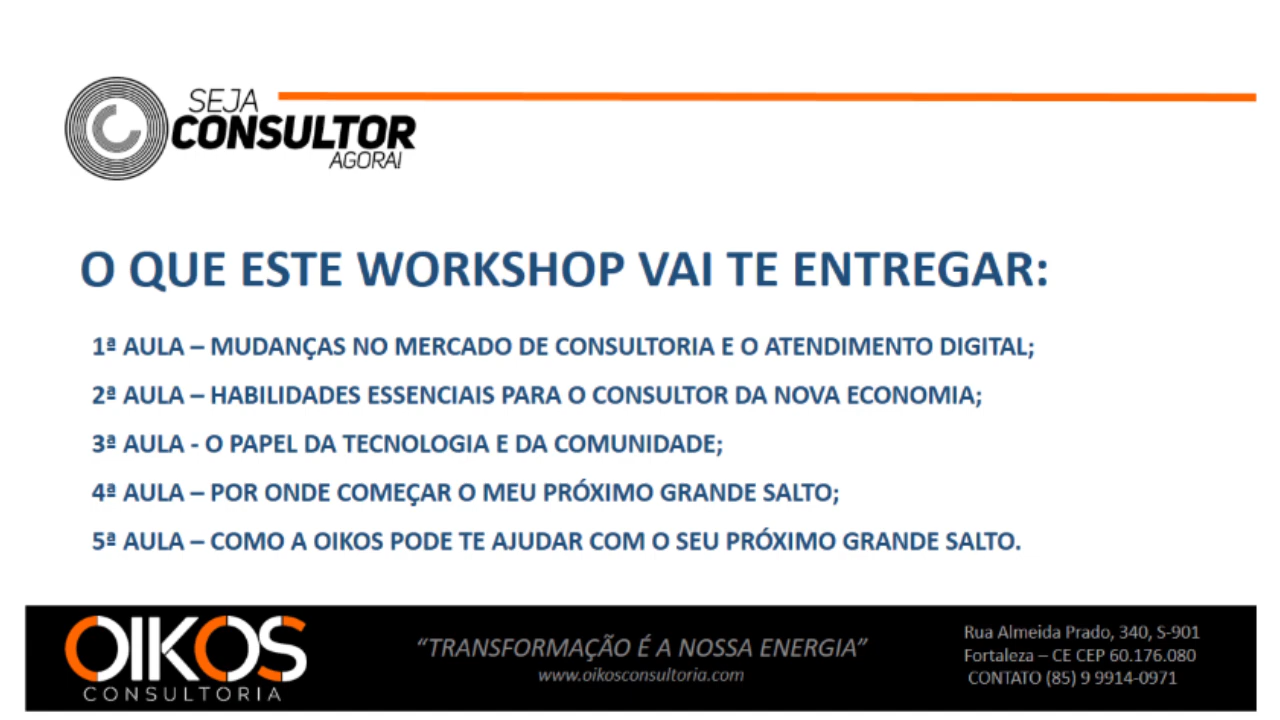 SEJA
CONSULTOR
AGORA!
O QUE ESTE WORKSHOP VAI TE ENTREGAR:
1ª AULA – MUDANÇAS NO MERCADO DE CONSULTORIA E O ATENDIMENTO DIGITAL;
2ª AULA – HABILIDADES ESSENCIAIS PARA O CONSULTOR DA NOVA ECONOMIA;
3ª AULA - O PAPEL DA TECNOLOGIA E DA COMUNIDADE;
4ª AULA – POR ONDE COMEÇAR O MEU PRÓXIMO GRANDE SALTO;
5ª AULA – COMO A OIKOS PODE TE AJUDAR COM O SEU PRÓXIMO GRANDE SALTO.
OIKOS
CONSULTORIA
“TRANSFORMAÇÃO É A NOSSA ENERGIA”
www.oikosconsultoria.com
Rua Almeida Prado, 340, S-901
Fortaleza – CE CEP 60.176.080
CONTATO (85) 9 9914-0971